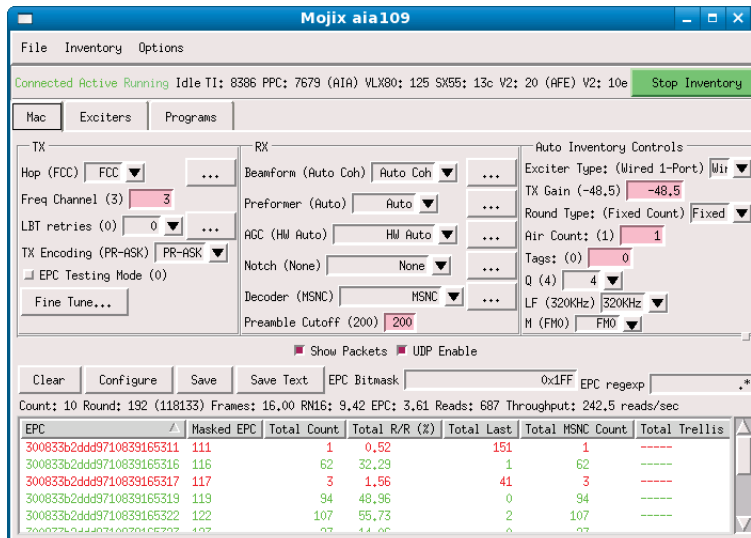 Mojix aia109
File Inventory Options
Connected Active Running Idle TI: 8386 PPC: 7679 (AIA) VLX80: 125 SX55: 13c V2: 20 (AFE) V2: 10e Stop Inventory
Mac Exciters Programs
TX
Hop (FCC) FCC ...
Freq Channel (3) 3
LBT retries (0) 0 ...
TX Encoding (PR-ASK) PR-ASK
EPC Testing Mode (0)
Fine Tune...
RX
Beamform (Auto Coh) Auto Coh ...
Preformer (Auto) Auto ...
AGC (HW Auto) HW Auto ...
Notch (None) None ...
Decoder (MSNC) MSNC ...
Preamble Cutoff (200) 200
Auto Inventory Controls
Exciter Type: (Wired 1-Port) Wir
TX Gain (-48.5) -48.5
Round Type: (Fixed Count) Fixed
Air Count: (1) 1
Tags: (0) 0
Q (4) 4
LF (320KHz) 320KHz
M (FM0) FM0
Show Packets UDP Enable
Clear Configure Save Save Text EPC Bitmask 0x1FF EPC regexp .*
Count: 10 Round: 192 (118133) Frames: 16.00 RN16: 9.42 EPC: 3.61 Reads: 687 Throughput: 242.5 reads/sec
EPC Masked EPC Total Count Total R/R (%) Total Last Total MSNC Count Total Trellis
300833b2ddd9710839165311 111 1 0.52 151 1 -----
300833b2ddd9710839165316 116 62 32.29 1 62 -----
300833b2ddd9710839165317 117 3 1.56 41 3 -----
300833b2ddd9710839165319 119 94 48.96 0 94 -----
300833b2ddd9710839165322 122 107 55.73 2 107 -----